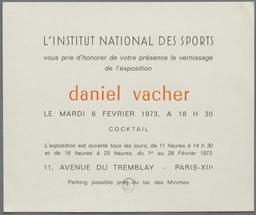 L'INSTITUT NATIONAL DES SPORTS
vous prie d'honorer de votre présence le vernissage
de l'exposition
daniel vacher
LE MARDI 6 FEVRIER 1973, A 18 H 30
COCKTAIL
L'exposition est ouverte tous les jours, de 11 heures à 14 h 30
et de 16 heures à 23 heures, du 1er au 28 Février 1973
11, AVENUE DU TREMBLAY - PARIS-XIIe
Parking possible près du lac des Minimes